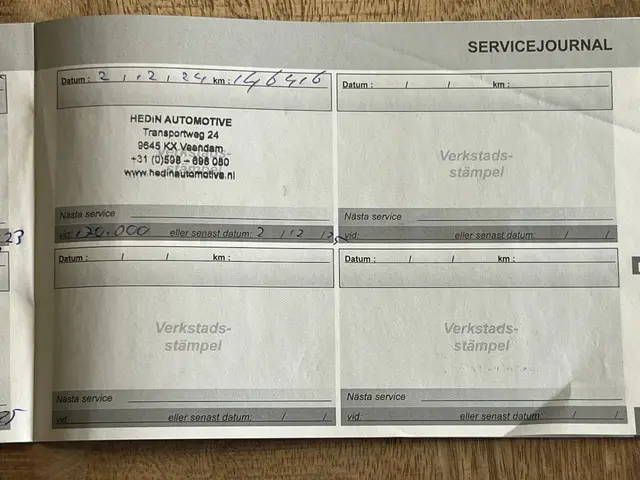 SERVICEJOURNAL
Datum : 2 / 2 / 24 km : 146416
HEDIN AUTOMOTIVE
Transportweg 24
9645 KX Veendam
+31 (0)598 – 698 080
www.hedinautomotive.nl
Nästa service
vid: 170.000 eller senast datum: 2 / 2 /
Datum : / / km :
Verkstads-
stämpel
Nästa service
vid: eller senast datum: / /
23
Datum : / / km :
Verkstads-
stämpel
Nästa service
vid: eller senast datum: / /
Datum : / / km :
Verkstads-
stämpel
Nästa service
vid: eller senast datum: / /